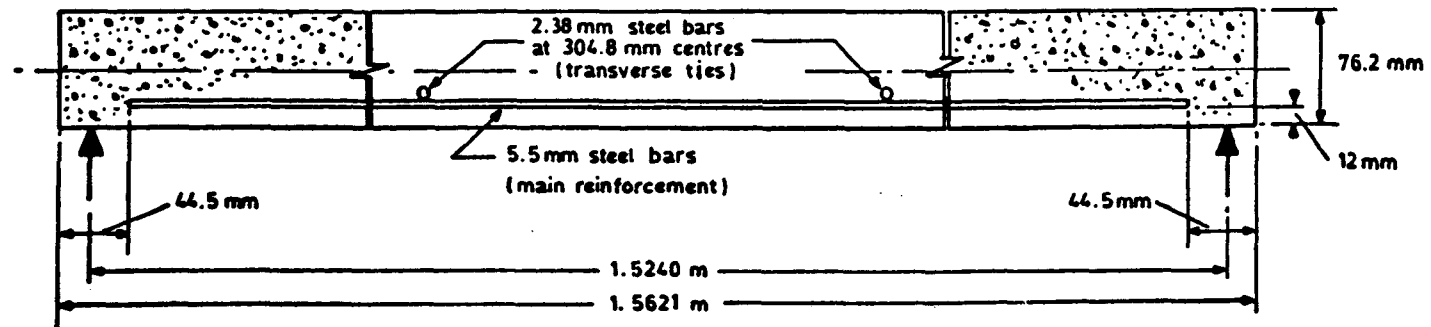 2.38 mm steel bars
at 304.8 mm centres
(transverse ties)
76.2 mm
5.5 mm steel bars
(main reinforcement)
12 mm
44.5 mm
44.5 mm
1.5240 m
1.5621 m